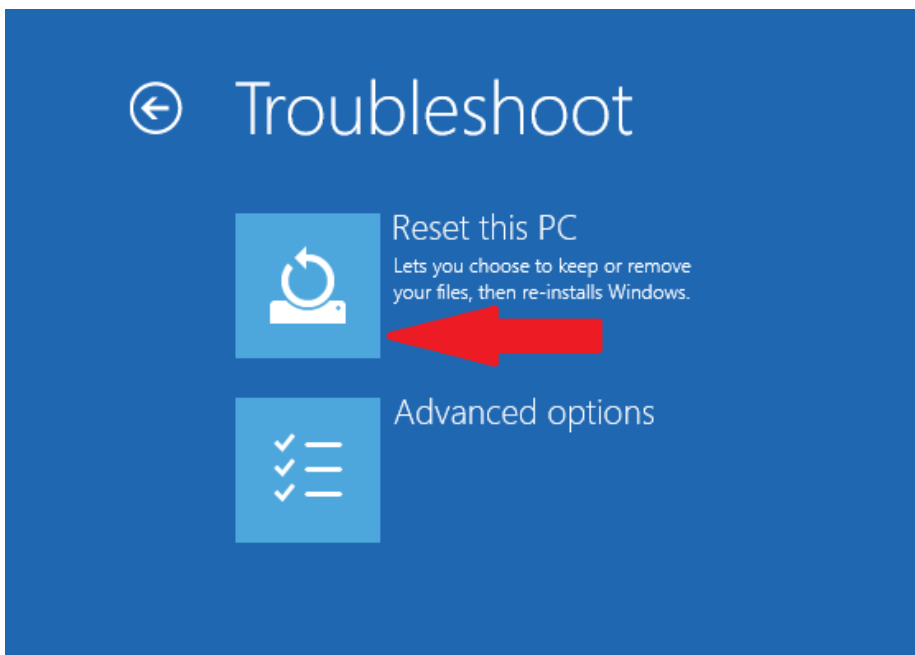 Troubleshoot
Reset this PC
Lets you choose to keep or remove
your files, then re-installs Windows.
Advanced options